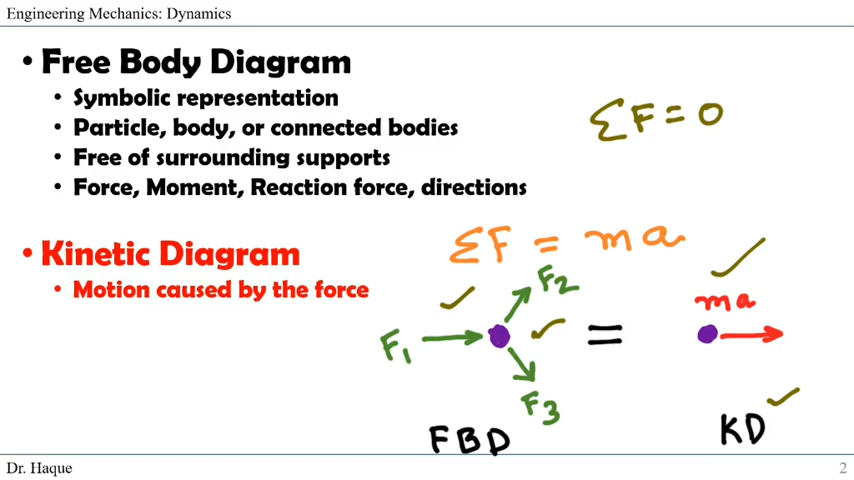 Engineering Mechanics: Dynamics
• Free Body Diagram
• Symbolic representation
• Particle, body, or connected bodies
• Free of surrounding supports
• Force, Moment, Reaction force, directions
ΣF = 0
• Kinetic Diagram
• Motion caused by the force
ΣF = ma
F1
F2
F3
=
ma
FBD
KD
Dr. Haque
2